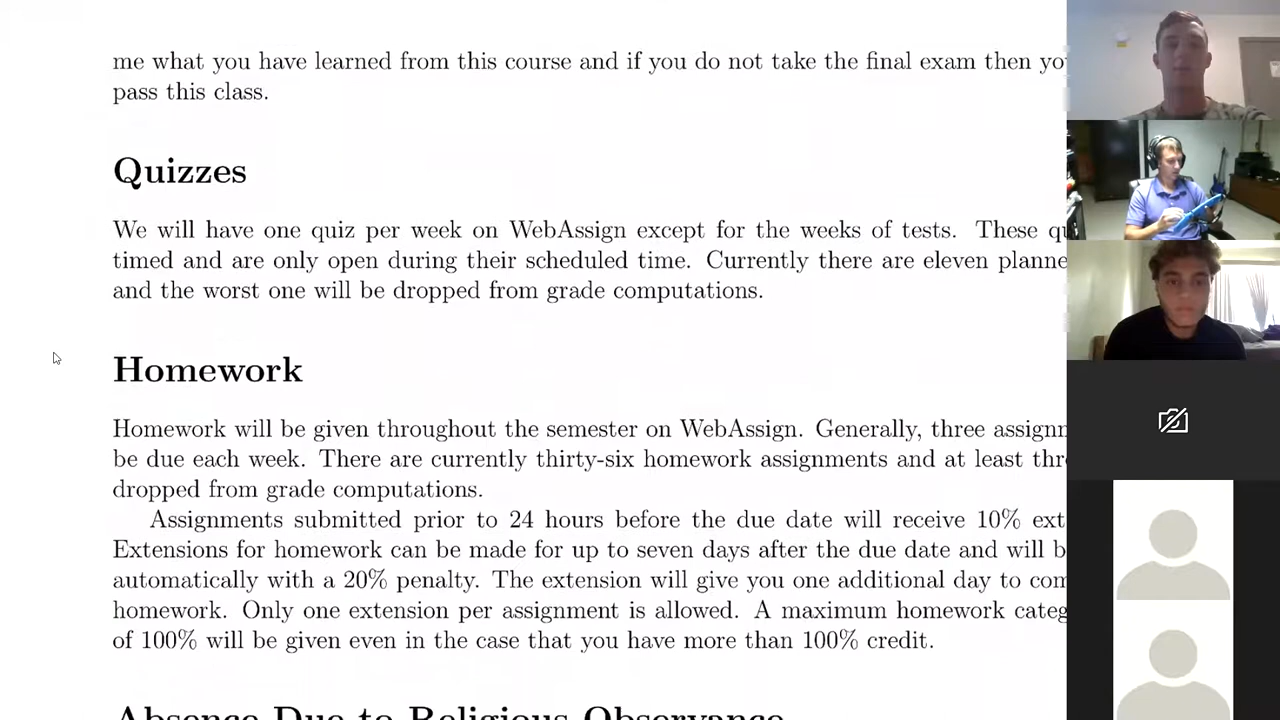 me what you have learned from this course and if you do not take the final exam then
pass this class.
Quizzes
We will have one quiz per week on WebAssign except for the weeks of tests. These
timed and are only open during their scheduled time. Currently there are eleven
and the worst one will be dropped from grade computations.
Homework
Homework will be given throughout the semester on WebAssign. Generally, three
be due each week. There are currently thirty-six homework assignments and at least
dropped from grade computations.
Assignments submitted prior to 24 hours before the due date will receive 10%
Extensions for homework can be made for up to seven days after the due date and will
automatically with a 20% penalty. The extension will give you one additional day to
homework. Only one extension per assignment is allowed. A maximum homework
of 100% will be given even in the case that you have more than 100% credit.
Absence Due to Religious Observance